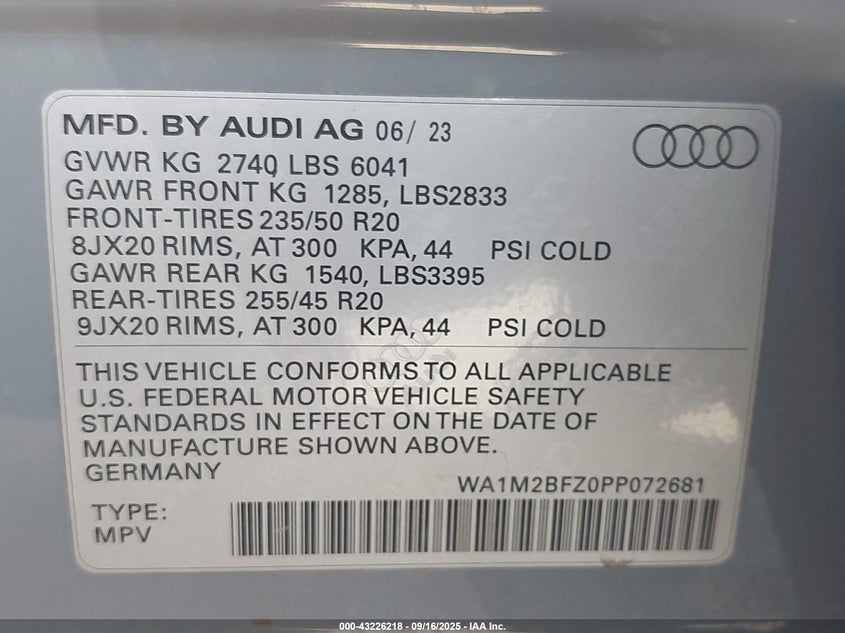 MFD. BY AUDI AG 06/ 23
GVWR KG 2740 LBS 6041
GAWR FRONT KG 1285, LBS2833
FRONT-TIRES 235/50 R20
8JX20 RIMS, AT 300 KPA, 44 PSI COLD
GAWR REAR KG 1540, LBS3395
REAR-TIRES 255/45 R20
9JX20 RIMS, AT 300 KPA, 44 PSI COLD
THIS VEHICLE CONFORMS TO ALL APPLICABLE
U.S. FEDERAL MOTOR VEHICLE SAFETY
STANDARDS IN EFFECT ON THE DATE OF
MANUFACTURE SHOWN ABOVE.
GERMANY
WA1M2BFZ0PP072681
TYPE:
MPV
000-43226218 - 09/16/2025 - IAA Inc.